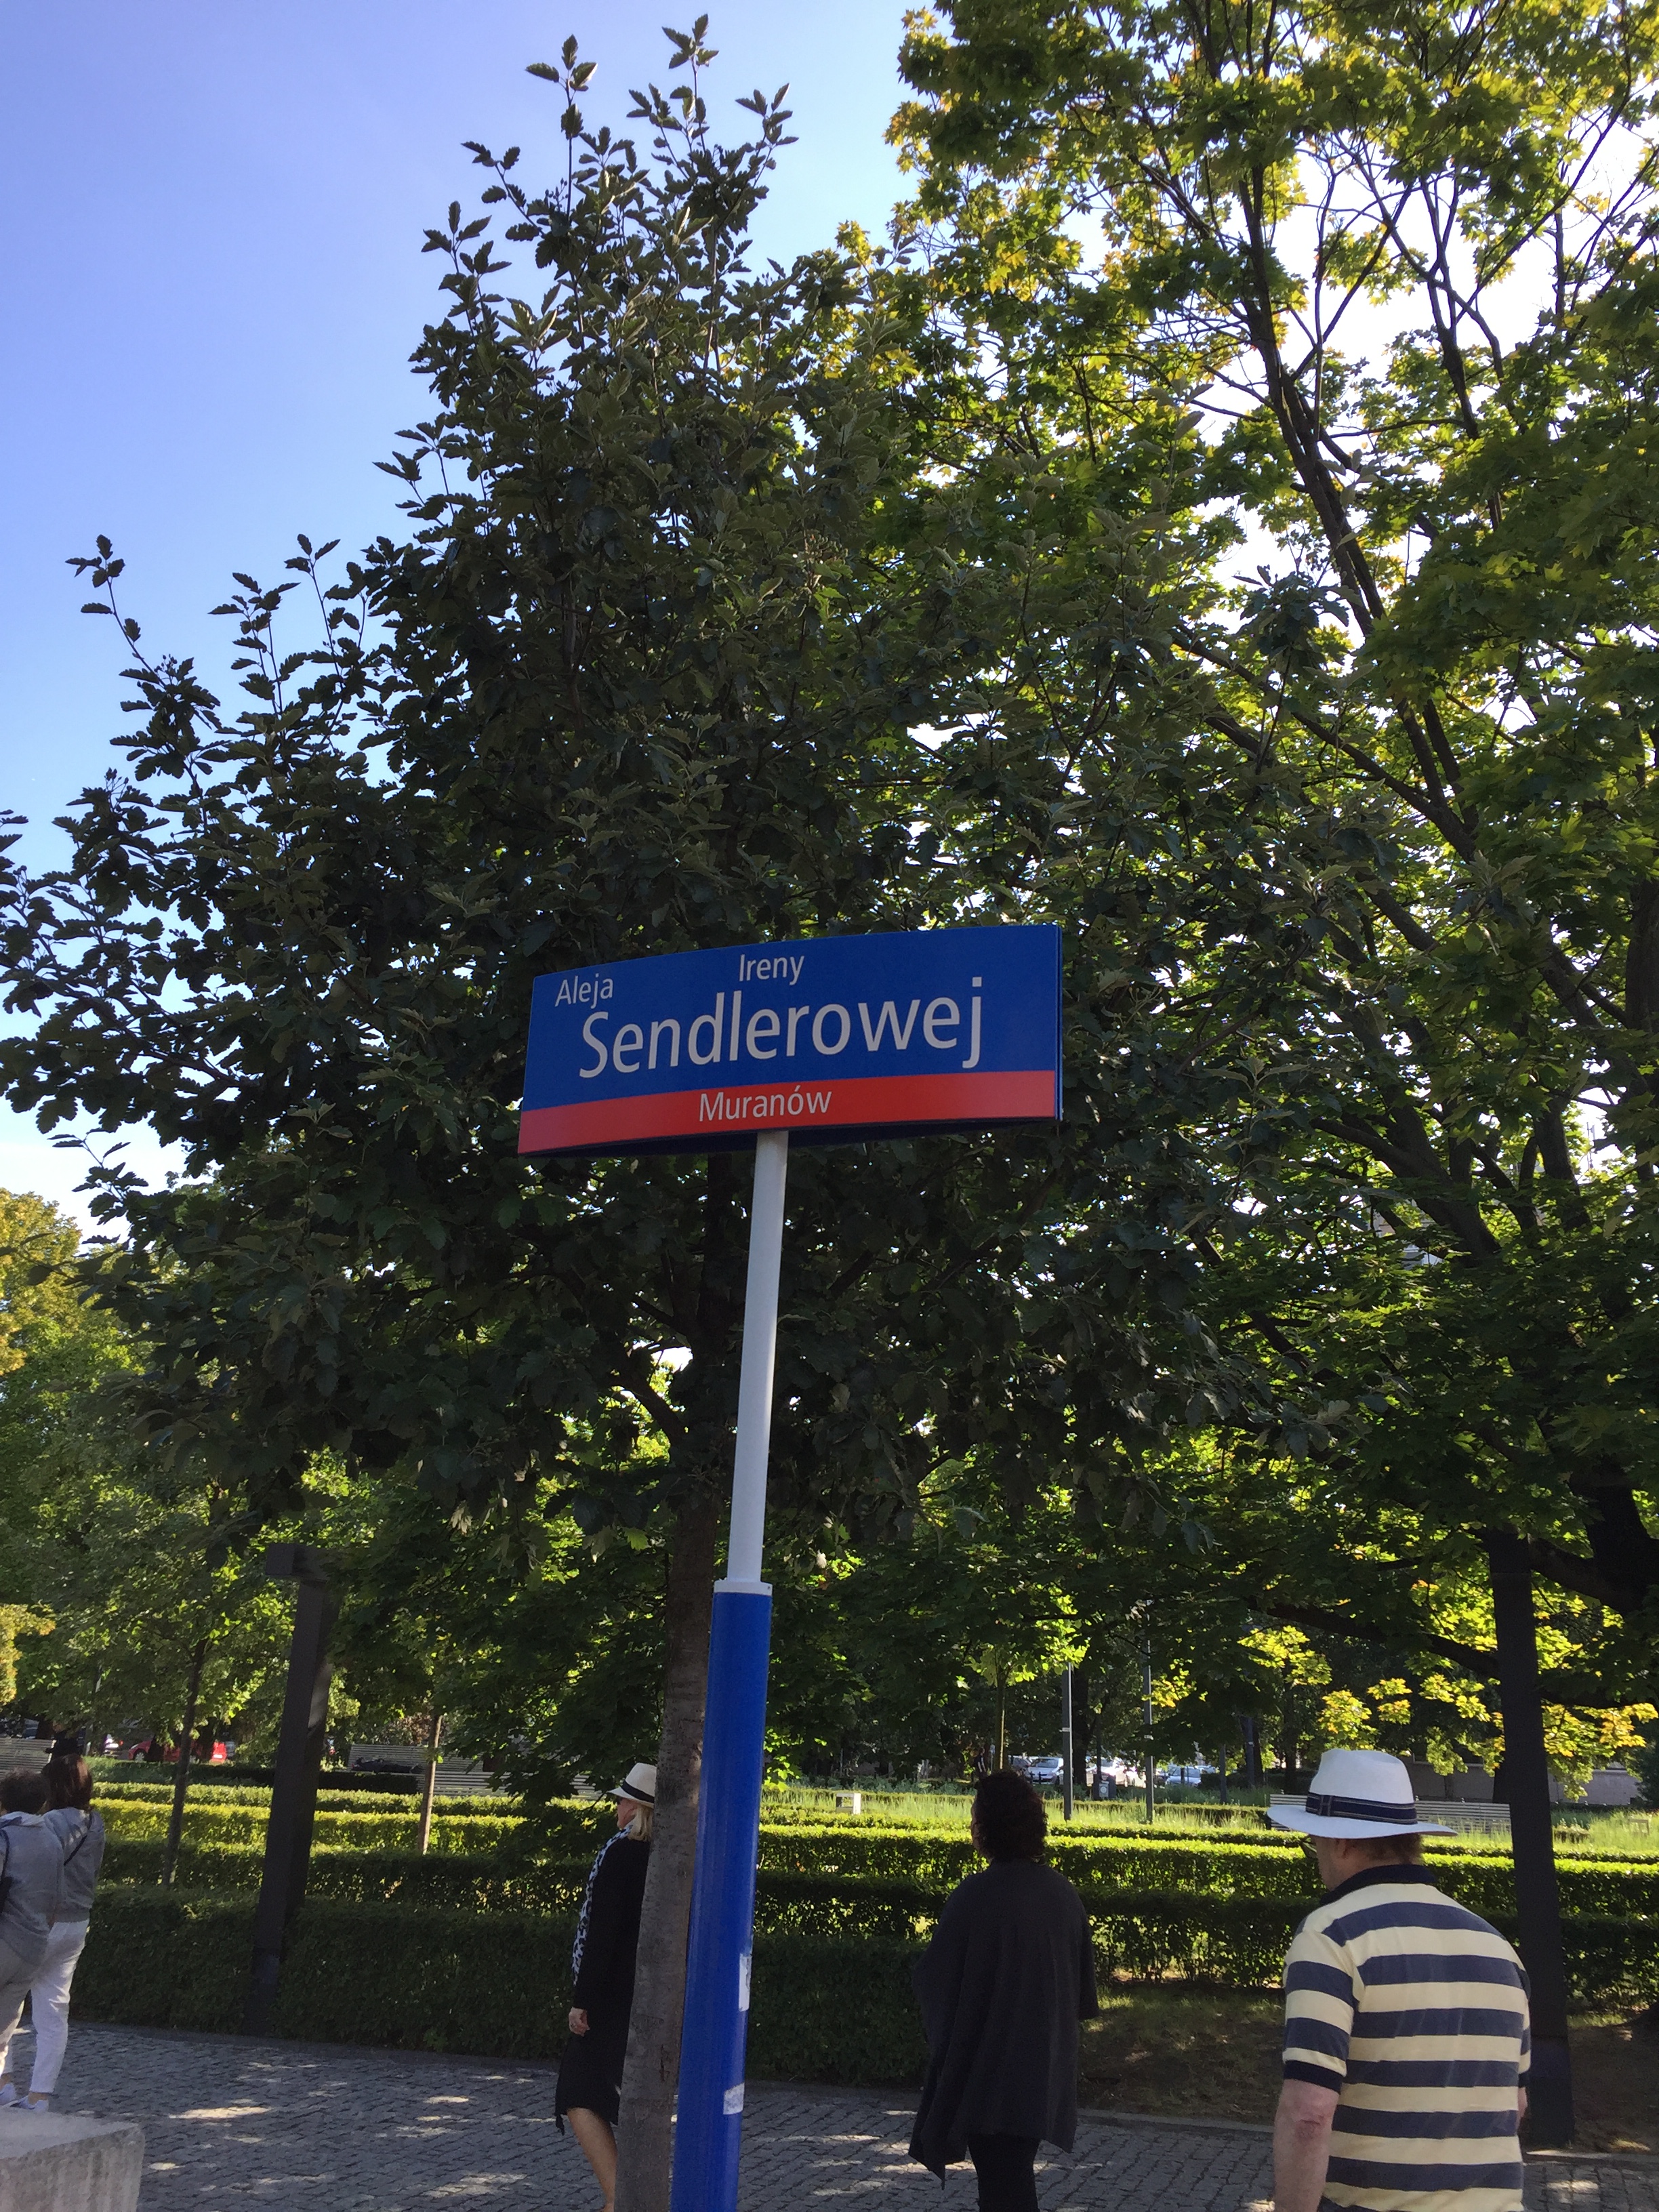 Aleja Ireny
Sendlerowej
Muranów